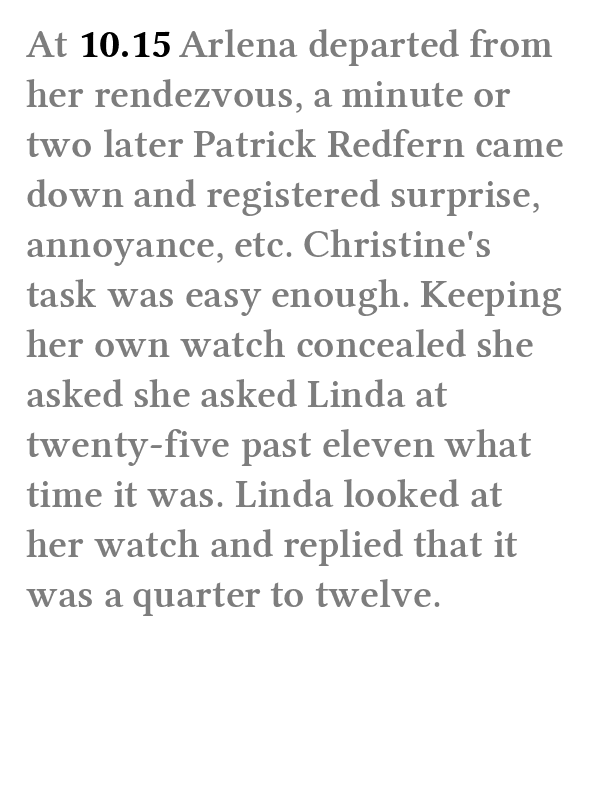 At 10.15 Arlena departed from
her rendezvous, a minute or
two later Patrick Redfern came
down and registered surprise,
annoyance, etc. Christine's
task was easy enough. Keeping
her own watch concealed she
asked she asked Linda at
twenty-five past eleven what
time it was. Linda looked at
her watch and replied that it
was a quarter to twelve.